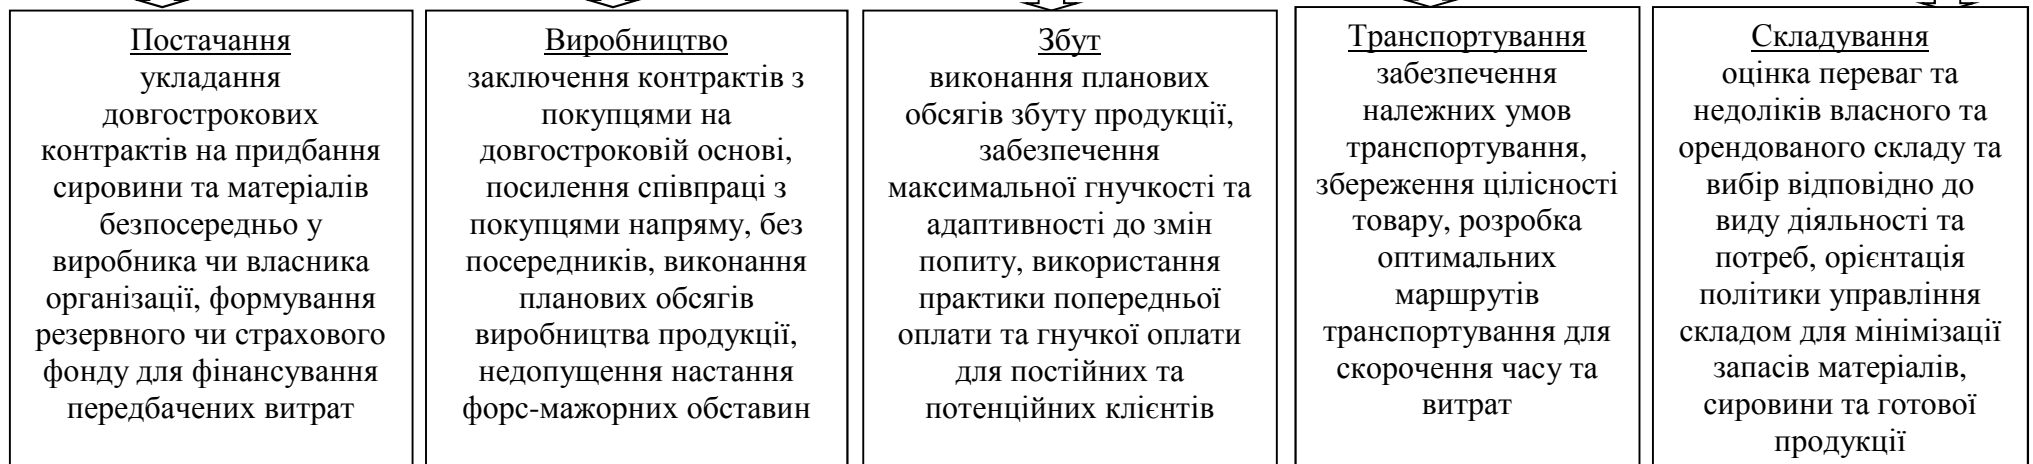 Постачання
укладання
довгострокових
контрактів на придбання
сировини та матеріалів
безпосередньо у
виробника чи власника
організації, формування
резервного чи страхового
фонду для фінансування
передбачених витрат
Виробництво
заключення контрактів з
покупцями на
довгостроковій основі,
посилення співпраці з
покупцями напряму, без
посередників, виконання
планових обсягів
виробництва продукції,
недопущення настання
форс-мажорних обставин
Збут
виконання планових
обсягів збуту продукції,
забезпечення
максимальної гнучкості та
адаптивності до змін
попиту, використання
практики попередньої
оплати та гнучкої оплати
для постійних та
потенційних клієнтів
Транспортування
забезпечення
належних умов
транспортування,
збереження цілісності
товару, розробка
оптимальних
маршрутів
транспортування для
скорочення часу та
витрат
Складування
оцінка переваг та
недоліків власного та
орендованого складу та
вибір відповідно до
виду діяльності та
потреб, орієнтація
політики управління
складом для мінімізації
запасів матеріалів,
сировини та готової
продукції